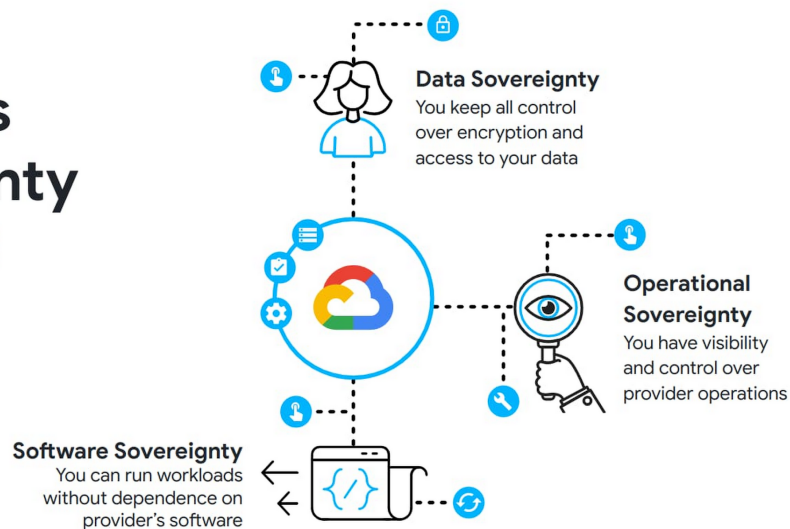 Data Sovereignty
You keep all control
over encryption and
access to your data
Operational
Sovereignty
You have visibility
and control over
provider operations
Software Sovereignty
You can run workloads
without dependence on
provider's software